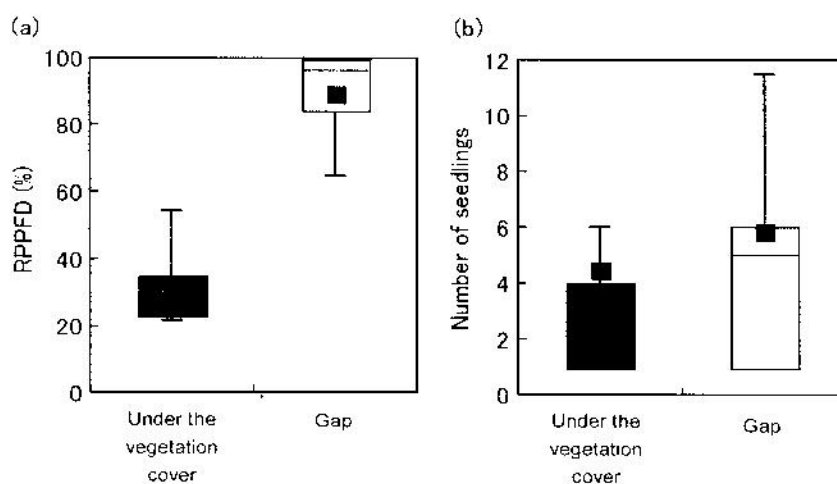 (a)
100
80
60
40
20
0
RPPFD (%)
Under the
vegetation
cover
Gap
(b)
12
10
8
6
4
2
0
Number of seedlings
Under the
vegetation
cover
Gap